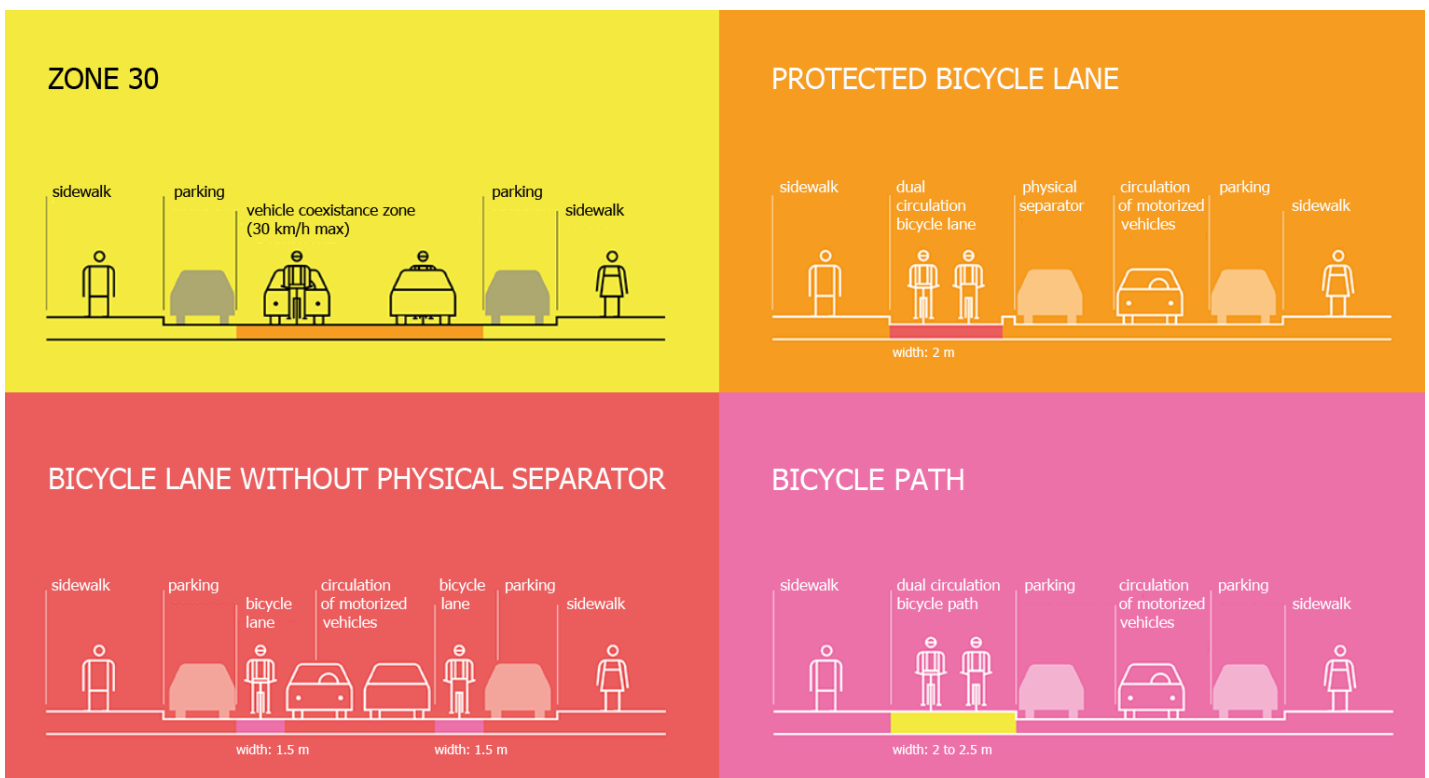 ZONE 30
sidewalk
parking
vehicle coexistance zone
(30 km/h max)
parking
sidewalk
PROTECTED BICYCLE LANE
sidewalk
dual
circulation
bicycle lane
physical
separator
circulation
of motorized
vehicles
parking
sidewalk
width: 2 m
BICYCLE LANE WITHOUT PHYSICAL SEPARATOR
sidewalk
parking
bicycle
lane
circulation
of motorized
vehicles
bicycle
lane
parking
sidewalk
width: 1.5 m
width: 1.5 m
BICYCLE PATH
sidewalk
dual circulation
bicycle path
parking
circulation
of motorized
vehicles
parking
sidewalk
width: 2 to 2.5 m